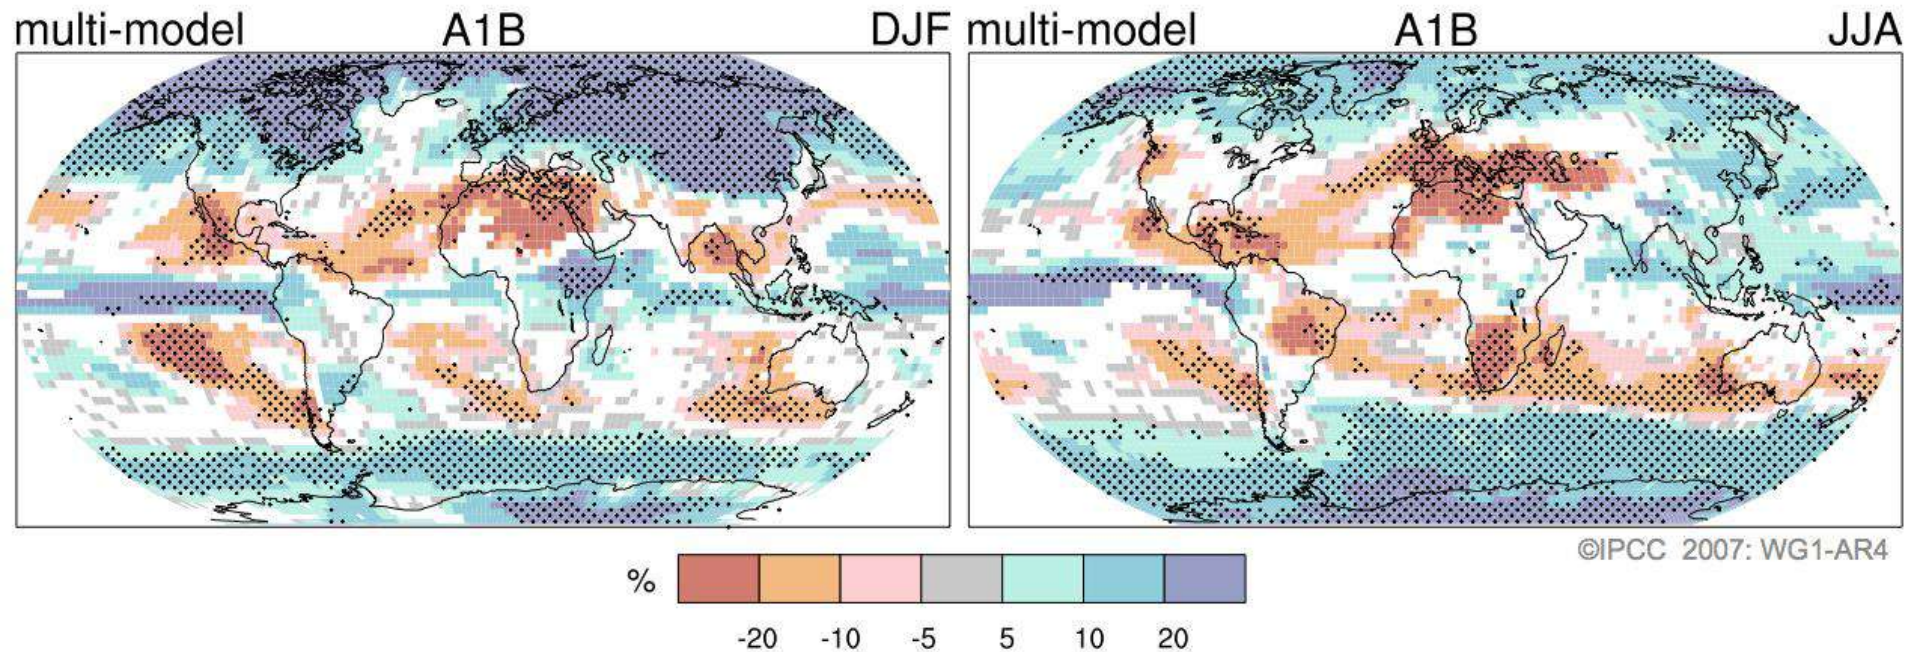 multi-model A1B DJF
multi-model A1B JJA
©IPCC 2007: WG1-AR4
%
-20 -10 -5 5 10 20